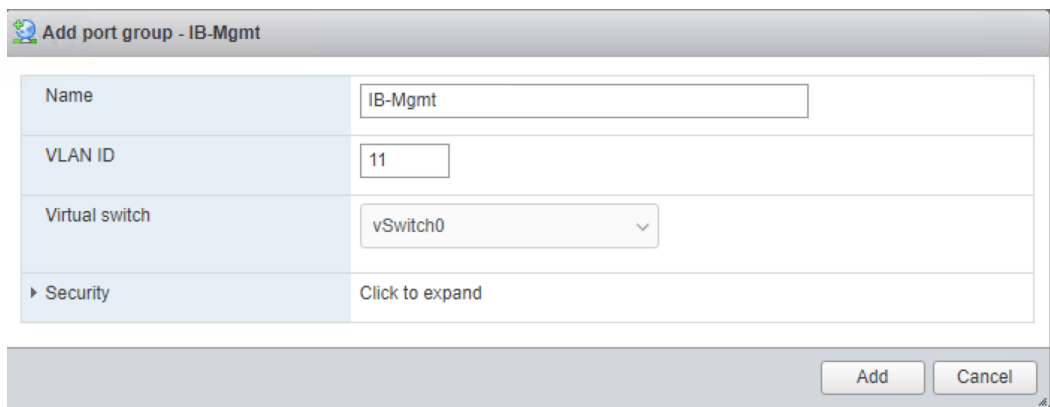 Add port group - IB-Mgmt
Name
IB-Mgmt
VLAN ID
11
Virtual switch
vSwitch0
Security
Click to expand
Add
Cancel